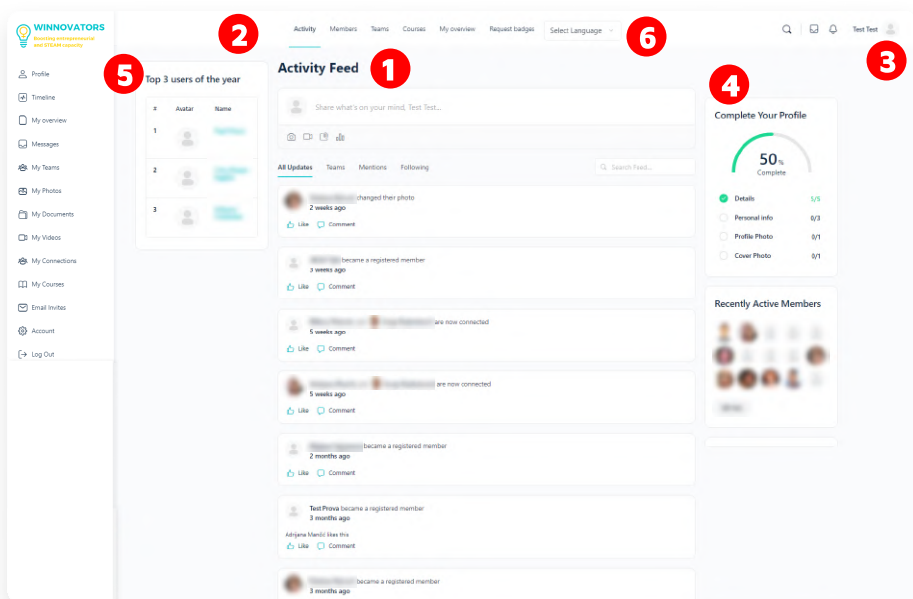 WINNOVATORS
Boosting entrepreneurial
and STEAM capacity
Profile
Timeline
My overview
Messages
My Teams
My Photos
My Documents
My Videos
My Connections
My Courses
Email Invites
Account
Log Out
2
Activity Members Teams Courses My overview Request badges Select Language
6
Test Test
3
5
Top 3 users of the year
# Avatar Name
1
2
3
Activity Feed
1
Share what's on your mind, Test Test...
All Updates Teams Mentions Following
Search Feed...
changed their photo
2 weeks ago
Like Comment
became a registered member
3 weeks ago
Like Comment
are now connected
5 weeks ago
Like Comment
are now connected
5 weeks ago
Like Comment
became a registered member
2 months ago
Like Comment
Test Prova became a registered member
3 months ago
Adrijana Mandić likes this
Like Comment
became a registered member
3 months ago
4
Complete Your Profile
50%
Complete
Details 5/5
Personal info 0/3
Profile Photo 0/1
Cover Photo 0/1
Recently Active Members